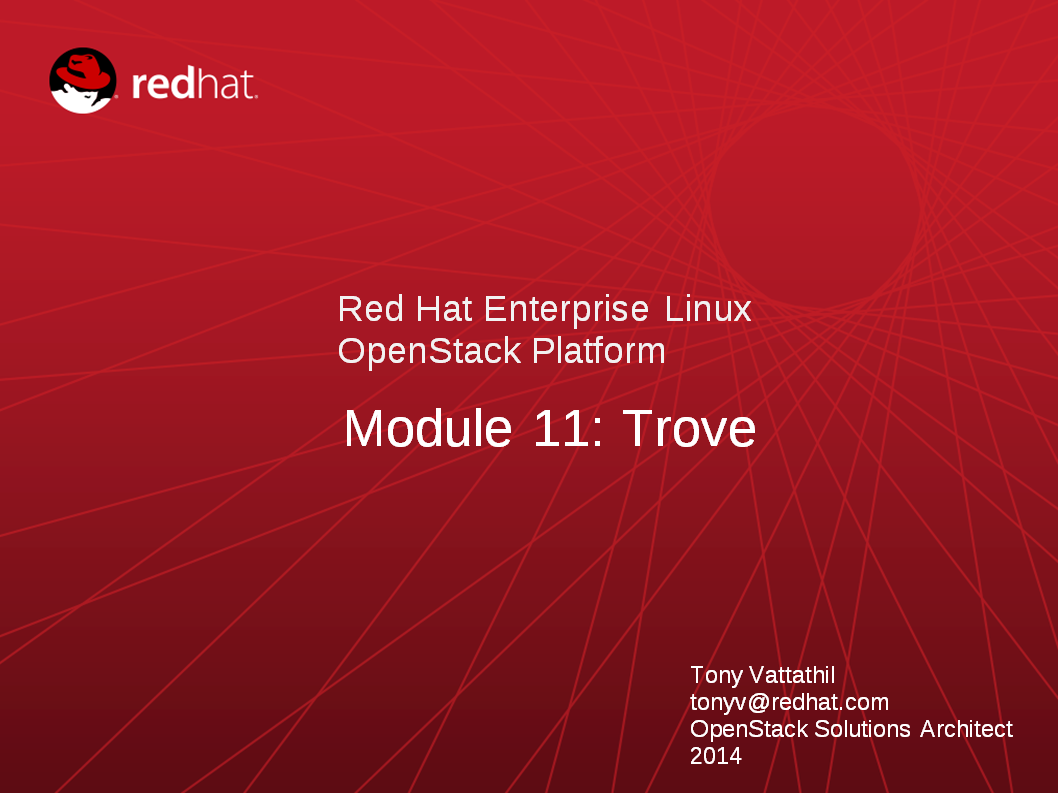 redhat.
Red Hat Enterprise Linux
OpenStack Platform
Module 11: Trove
Tony Vattathil
tonyv@redhat.com
OpenStack Solutions Architect
2014